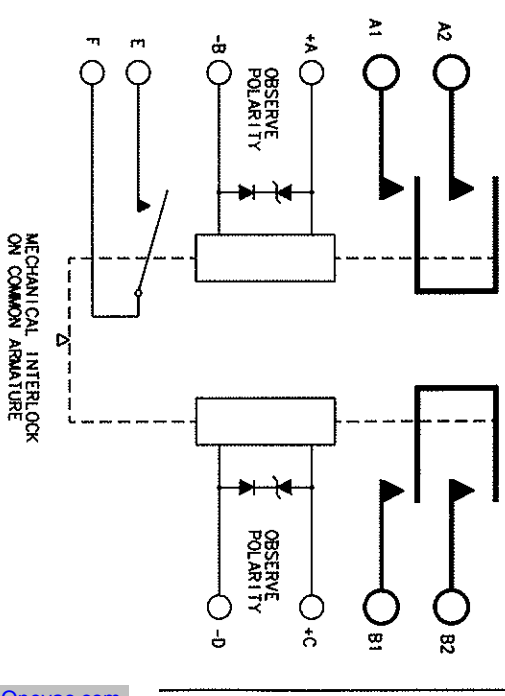 F
E
-B
+A
A1
A2
OBSERVE
POLARITY
MECHANICAL INTERLOCK
ON COMMON ARMATURE
OBSERVE
POLARITY
-D
+C
B1
B2